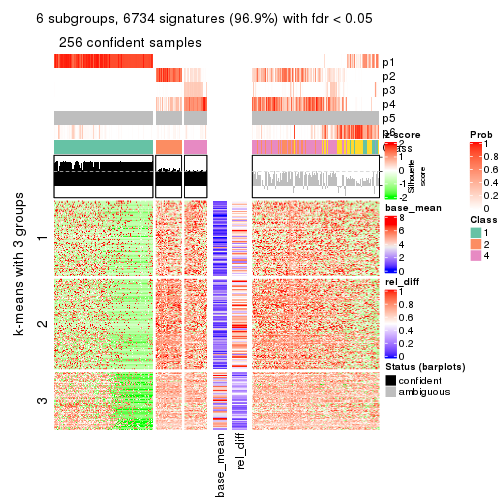 6 subgroups, 6734 signatures (96.9%) with fdr < 0.05
256 confident samples
p1
p2
p3
p4
p5
p6
Class
z-score
2
1
0
-1
-2
Silhouette
score
Prob
1
0.8
0.6
0.4
0.2
0
Class
1
2
4
base_mean
8
6
4
2
0
rel_diff
1
0.8
0.6
0.4
0.2
0
Status (barplots)
confident
ambiguous
k-means with 3 groups
1
2
3
base_mean
rel_diff